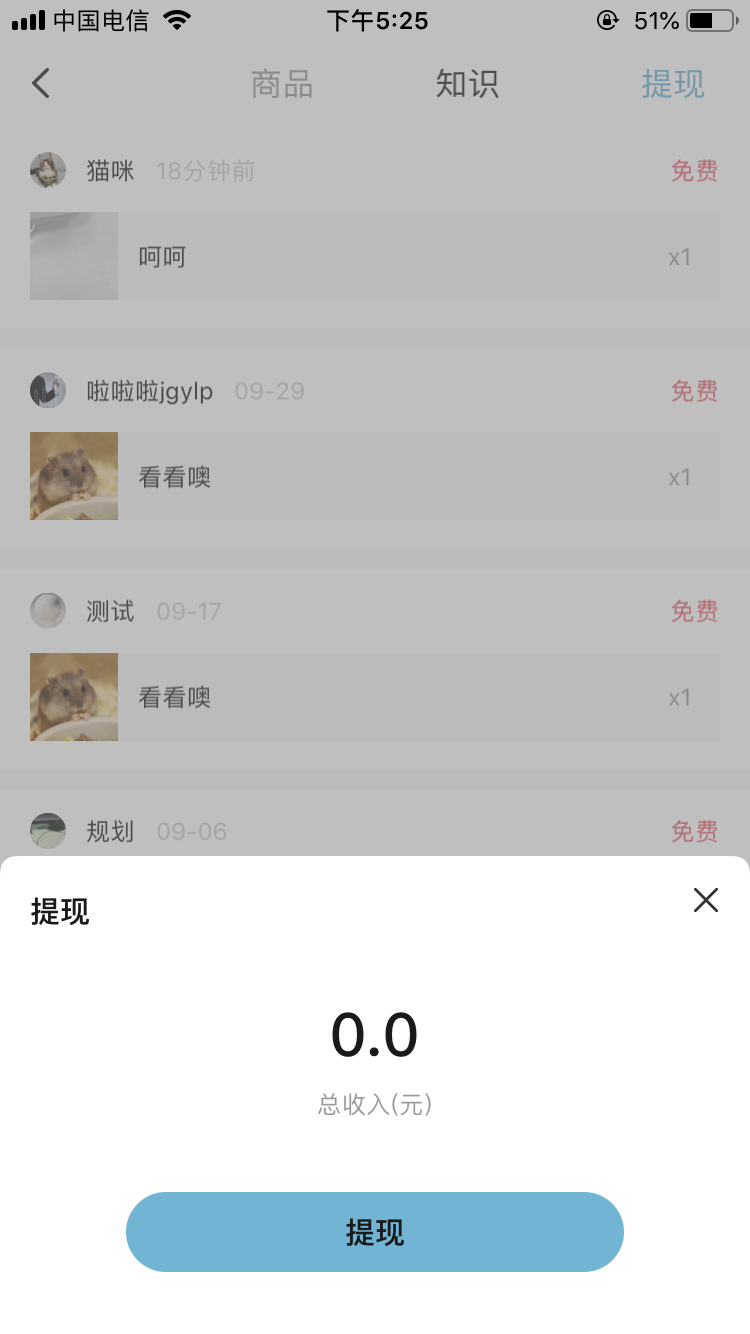 中国电信 下午5:25 51%
商品 知识 提现
猫咪 18分钟前 免费
呵呵 x1
啦啦啦jgylp 09-29 免费
看看噢 x1
测试 09-17 免费
看看噢 x1
规划 09-06 免费
提现
0.0
总收入(元)
提现